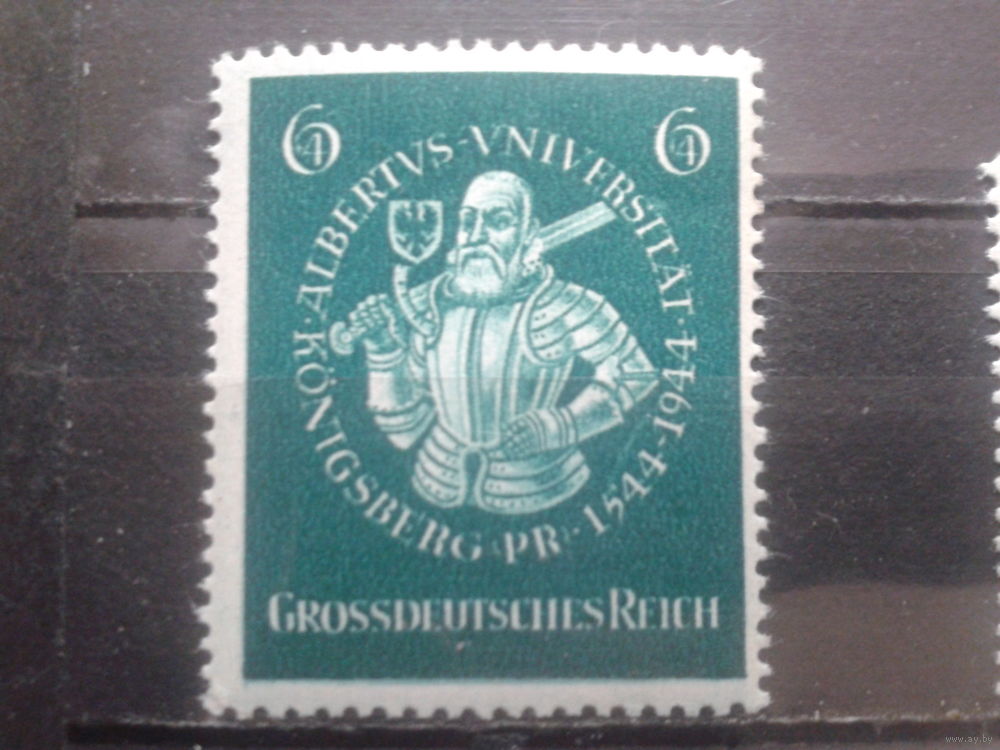 6+4
6+4
KÖNIGSBERG (PR) · 1544-1944 · ALBERTVS-VNIVERSITÄT
GROSSDEUTSCHES REICH
www.ay.by